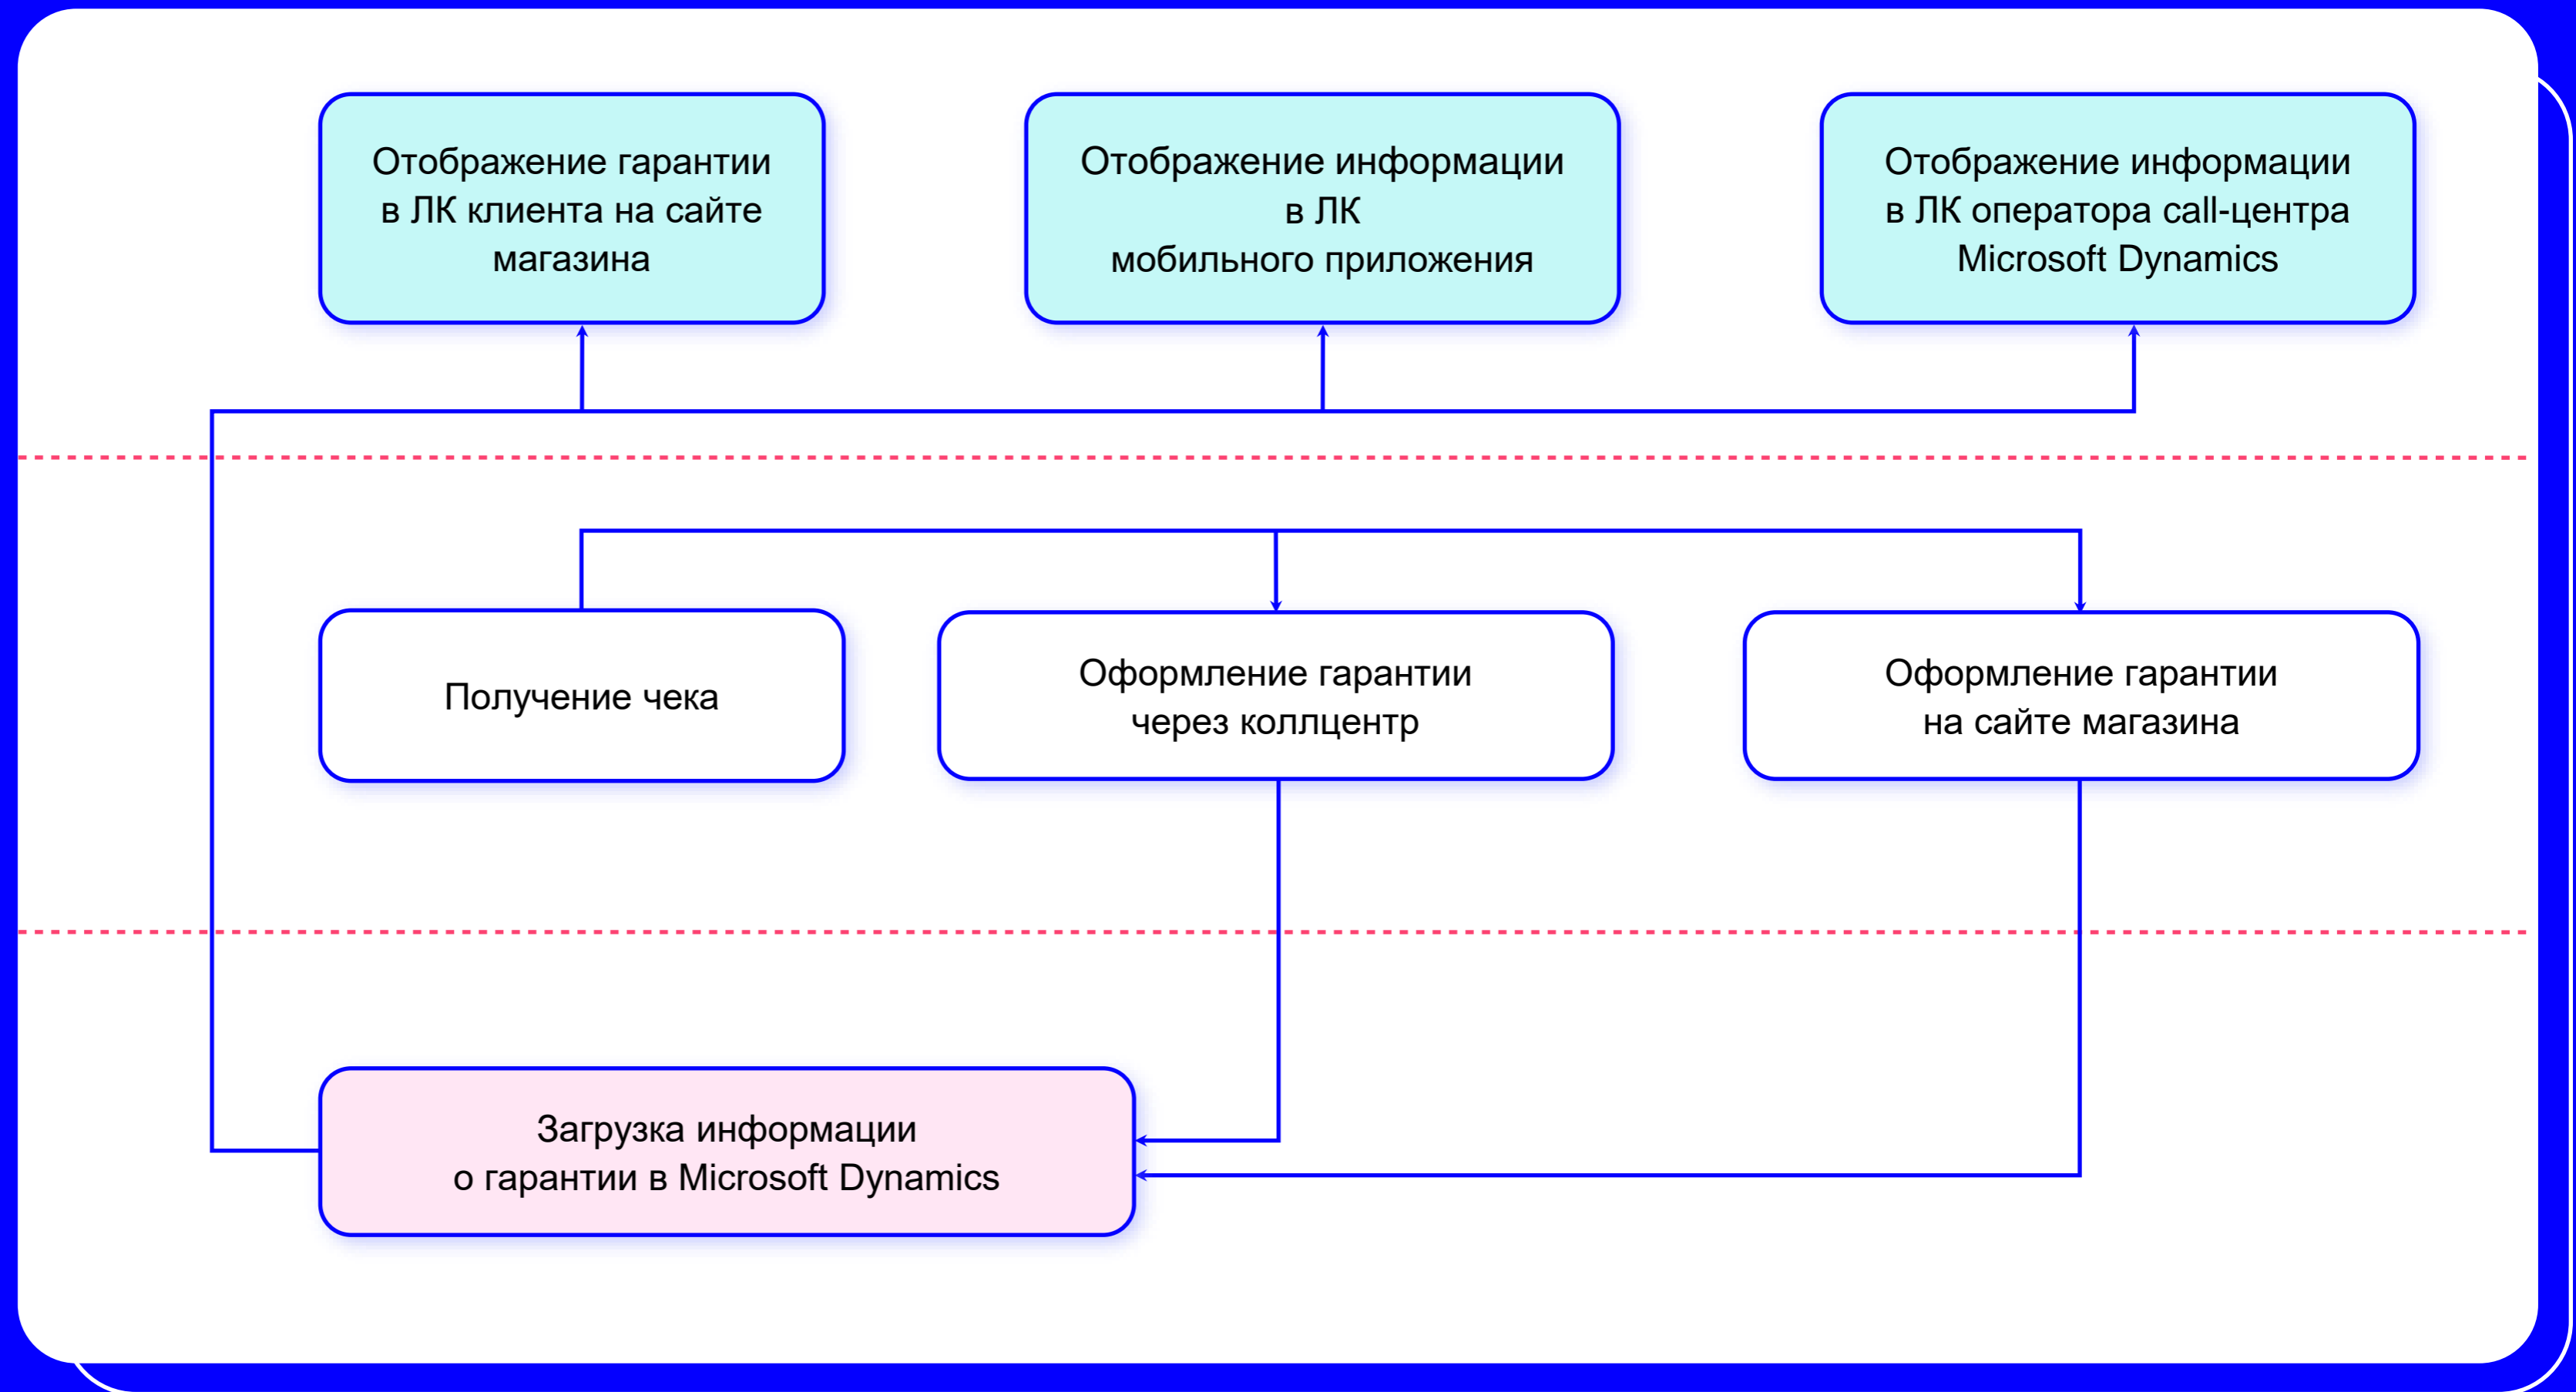 Отображение гарантии
в ЛК клиента на сайте
магазина
Отображение информации
в ЛК
мобильного приложения
Отображение информации
в ЛК оператора call-центра
Microsoft Dynamics
Получение чека
Оформление гарантии
через коллцентр
Оформление гарантии
на сайте магазина
Загрузка информации
о гарантии в Microsoft Dynamics